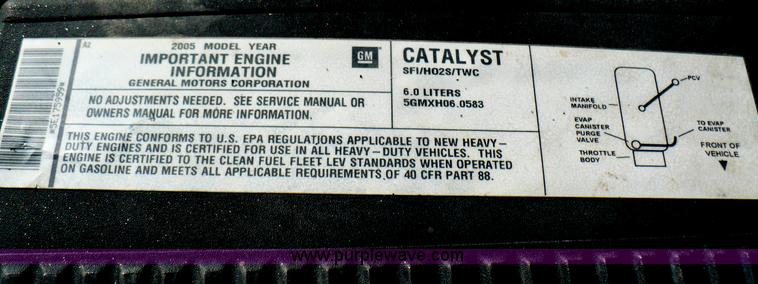 A2
2005 MODEL YEAR
IMPORTANT ENGINE
INFORMATION
GENERAL MOTORS CORPORATION
GM
NO ADJUSTMENTS NEEDED. SEE SERVICE MANUAL OR
OWNERS MANUAL FOR MORE INFORMATION.
CATALYST
SFI/HO2S/TWC
6.0 LITERS
5GMXH06.0583
THIS ENGINE CONFORMS TO U.S. EPA REGULATIONS APPLICABLE TO NEW HEAVY-
DUTY ENGINES AND IS CERTIFIED FOR USE IN ALL HEAVY-DUTY VEHICLES. THIS
ENGINE IS CERTIFIED TO THE CLEAN FUEL FLEET LEV STANDARDS WHEN OPERATED
ON GASOLINE AND MEETS ALL APPLICABLE REQUIREMENTS OF 40 CFR PART 88.
PCV
INTAKE
MANIFOLD
EVAP
CANISTER
PURGE
VALVE
THROTTLE
BODY
TO EVAP
CANISTER
FRONT OF
VEHICLE
www.purplewave.com